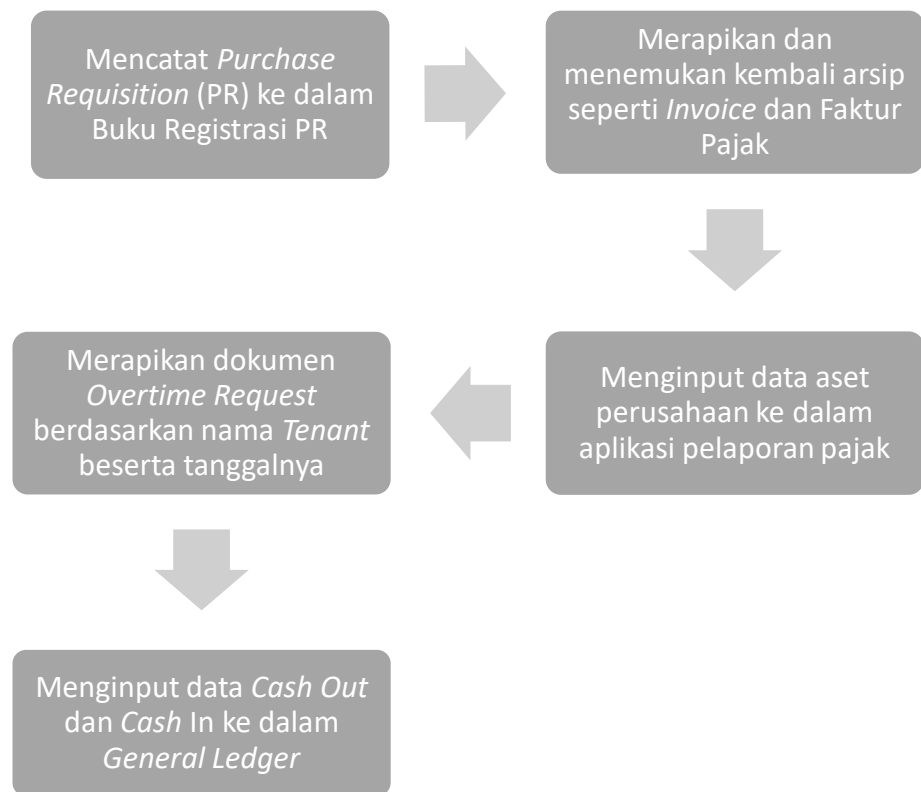 Mencatat Purchase
Requisition (PR) ke dalam
Buku Registrasi PR
Merapikan dan
menemukan kembali arsip
seperti Invoice dan Faktur
Pajak
Menginput data aset
perusahaan ke dalam
aplikasi pelaporan pajak
Merapikan dokumen
Overtime Request
berdasarkan nama Tenant
beserta tanggalnya
Menginput data Cash Out
dan Cash In ke dalam
General Ledger